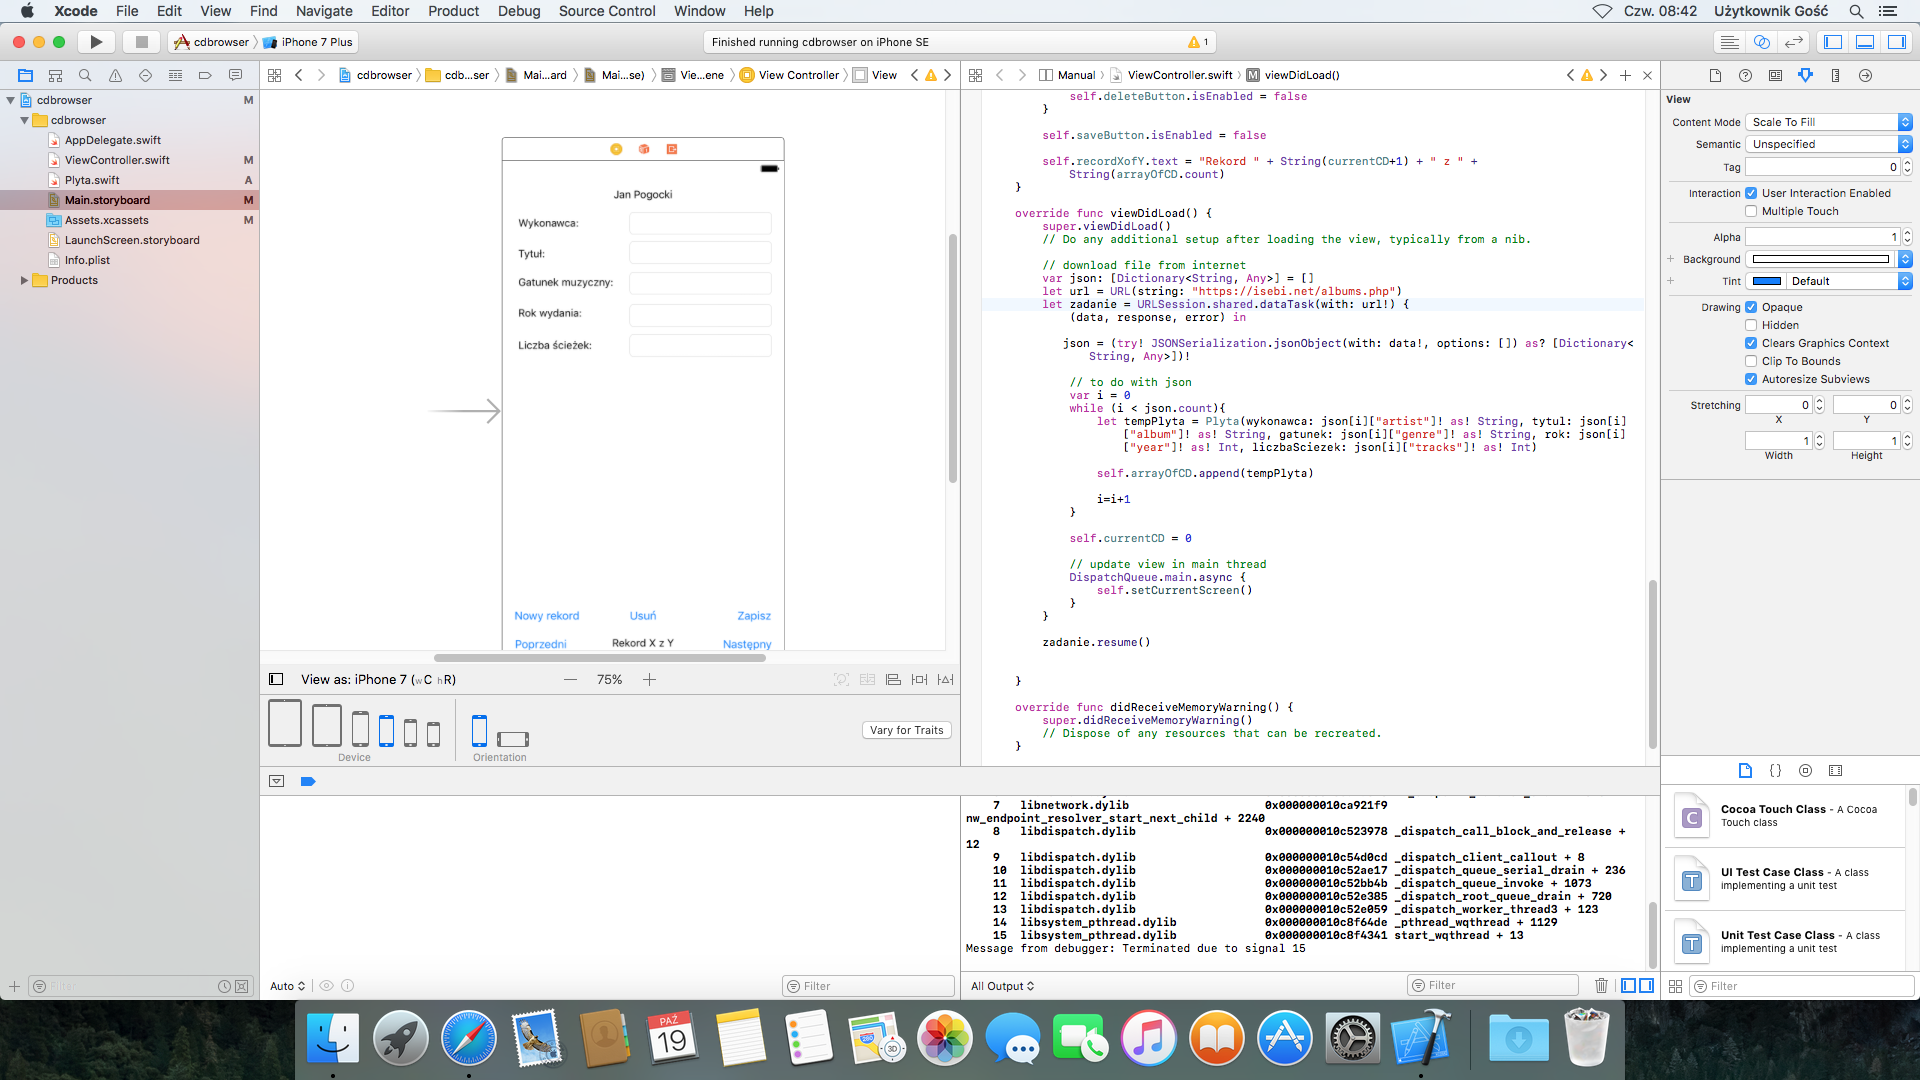 Xcode File Edit View Find Navigate Editor Product Debug Source Control Window Help
Czw. 08:42 Użytkownik Gość
cdbrowser iPhone 7 Plus
Finished running cdbrowser on iPhone SE
1
cdbrowser cdb...ser Mai...ard Mai...se) Vie...ene View Controller View
Manual ViewController.swift viewDidLoad()
cdbrowser M
cdbrowser
AppDelegate.swift
ViewController.swift M
Plyta.swift A
Main.storyboard M
Assets.xcassets M
LaunchScreen.storyboard
Info.plist
Products
Filter
Jan Pogocki
Wykonawca:
Tytuł:
Gatunek muzyczny:
Rok wydania:
Liczba ścieżek:
Nowy rekord Usuń Zapisz
Poprzedni Rekord X z Y Następny
View as: iPhone 7 (wC hR)
75%
Device
Orientation
Vary for Traits
self.deleteButton.isEnabled = false
}
self.saveButton.isEnabled = false
self.recordXofY.text = "Rekord " + String(currentCD+1) + " z " +
String(arrayOfCD.count)
}
override func viewDidLoad() {
super.viewDidLoad()
// Do any additional setup after loading the view, typically from a nib.
// download file from internet
var json: [Dictionary<String, Any>] = []
let url = URL(string: "https://isebi.net/albums.php")
let zadanie = URLSession.shared.dataTask(with: url!) {
(data, response, error) in
json = (try! JSONSerialization.jsonObject(with: data!, options: []) as? [Dictionary<
String, Any>])!
// to do with json
var i = 0
while (i < json.count){
let tempPlyta = Plyta(wykonawca: json[i]["artist"]! as! String, tytul: json[i]
["album"]! as! String, gatunek: json[i]["genre"]! as! String, rok: json[i]
["year"]! as! Int, liczbaSciezek: json[i]["tracks"]! as! Int)
self.arrayOfCD.append(tempPlyta)
i=i+1
}
self.currentCD = 0
// update view in main thread
DispatchQueue.main.async {
self.setCurrentScreen()
}
}
zadanie.resume()
}
override func didReceiveMemoryWarning() {
super.didReceiveMemoryWarning()
// Dispose of any resources that can be recreated.
}
7 libnetwork.dylib 0x000000010ca921f9
nw_endpoint_resolver_start_next_child + 2240
8 libdispatch.dylib 0x000000010c523978 _dispatch_call_block_and_release +
12
9 libdispatch.dylib 0x000000010c54d0cd _dispatch_client_callout + 8
10 libdispatch.dylib 0x000000010c52ae17 _dispatch_queue_serial_drain + 236
11 libdispatch.dylib 0x000000010c52bb4b _dispatch_queue_invoke + 1073
12 libdispatch.dylib 0x000000010c52e385 _dispatch_root_queue_drain + 720
13 libdispatch.dylib 0x000000010c52e059 _dispatch_worker_thread3 + 123
14 libsystem_pthread.dylib 0x000000010c8f64de _pthread_wqthread + 1129
15 libsystem_pthread.dylib 0x000000010c8f4341 start_wqthread + 13
Message from debugger: Terminated due to signal 15
Auto
Filter
All Output
Filter
View
Content Mode Scale To Fill
Semantic Unspecified
Tag 0
Interaction User Interaction Enabled
Multiple Touch
Alpha 1
Background
Tint Default
Drawing Opaque
Hidden
Clears Graphics Context
Clip To Bounds
Autoresize Subviews
Stretching 0 0
X Y
1 1
Width Height
Cocoa Touch Class - A Cocoa
Touch class
UI Test Case Class - A class
implementing a unit test
Unit Test Case Class - A class
implementing a unit test
Filter
PAŹ
19